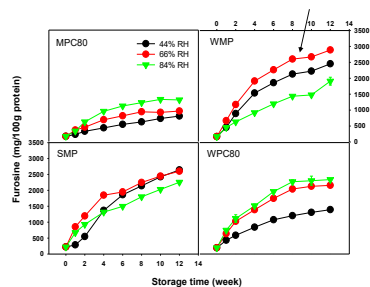 0 2 4 6 8 10 12 14
MPC80
44% RH
66% RH
84% RH
WMP
3500
3000
2500
2000
1500
1000
500
0
Furosine (mg/100g protein)
3500
3000
2500
2000
1500
1000
500
0
SMP
WPC80
0 2 4 6 8 10 12 14
Storage time (week)